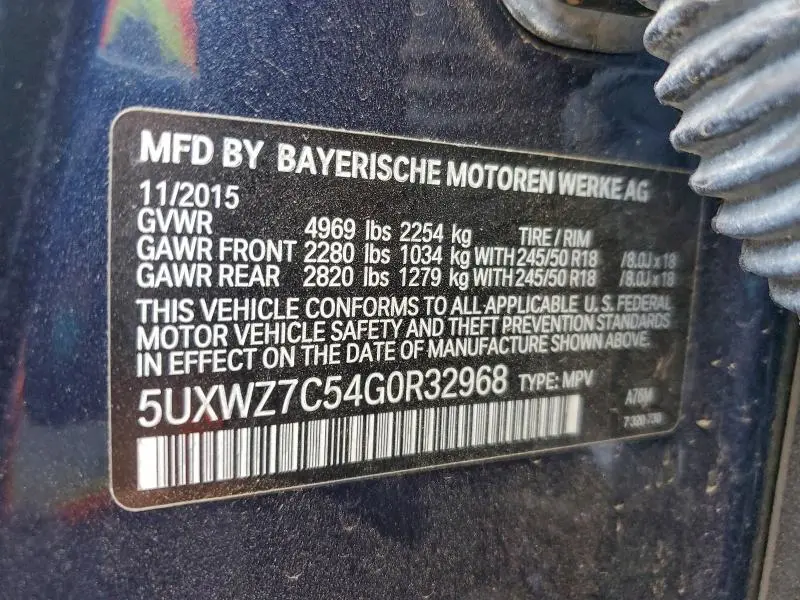 MFD BY BAYERISCHE MOTOREN WERKE AG
11/2015
GVWR 4969 lbs 2254 kg TIRE / RIM
GAWR FRONT 2280 lbs 1034 kg WITH 245/50 R18 /8.0J x 18
GAWR REAR 2820 lbs 1279 kg WITH 245/50 R18 /8.0J x 18
THIS VEHICLE CONFORMS TO ALL APPLICABLE U. S. FEDERAL
MOTOR VEHICLE SAFETY AND THEFT PREVENTION STANDARDS
IN EFFECT ON THE DATE OF MANUFACTURE SHOWN ABOVE.
5UXWZ7C54G0R32968 TYPE: MPV A78M